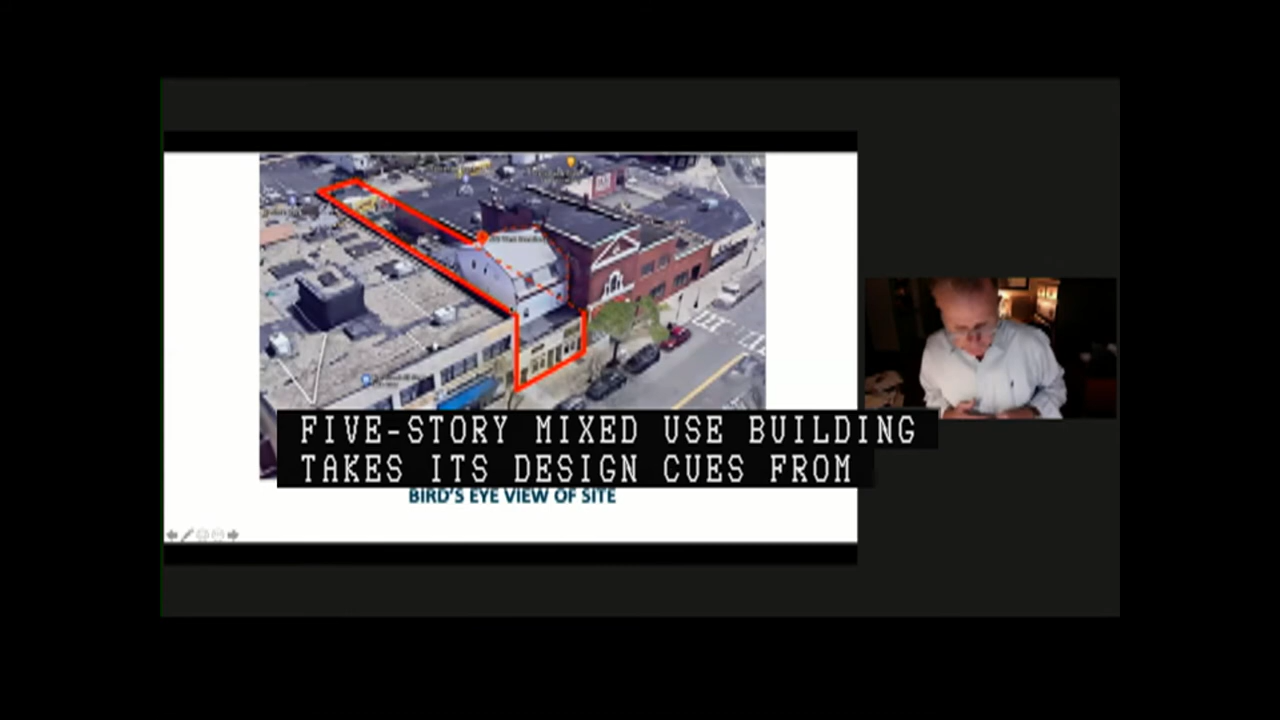 FIVE-STORY MIXED USE BUILDING
TAKES ITS DESIGN CUES FROM
BIRD'S EYE VIEW OF SITE